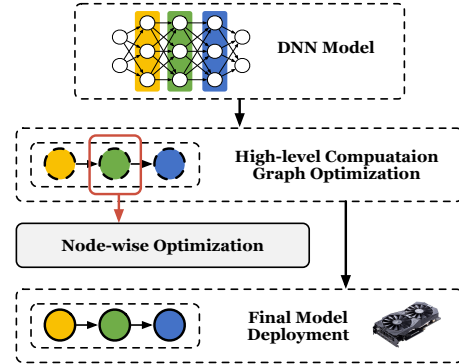 DNN Model
High-level Compuataion
Graph Optimization
Node-wise Optimization
Final Model
Deployment